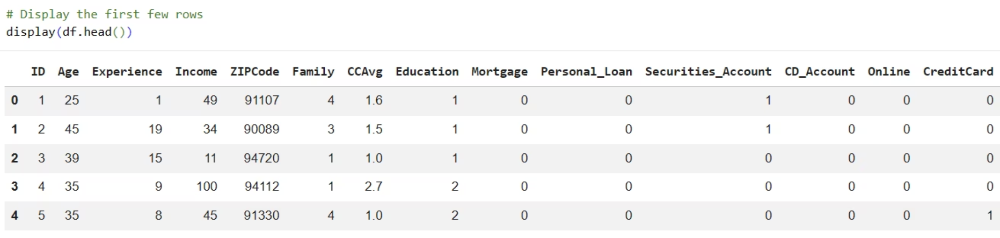 # Display the first few rows
display(df.head())
ID Age Experience Income ZIPCode Family CCAvg Education Mortgage Personal_Loan Securities_Account CD_Account Online CreditCard
0 1 25 1 49 91107 4 1.6 1 0 0 1 0 0 0
1 2 45 19 34 90089 3 1.5 1 0 0 1 0 0 0
2 3 39 15 11 94720 1 1.0 1 0 0 0 0 0 0
3 4 35 9 100 94112 1 2.7 2 0 0 0 0 0 0
4 5 35 8 45 91330 4 1.0 2 0 0 0 0 0 1